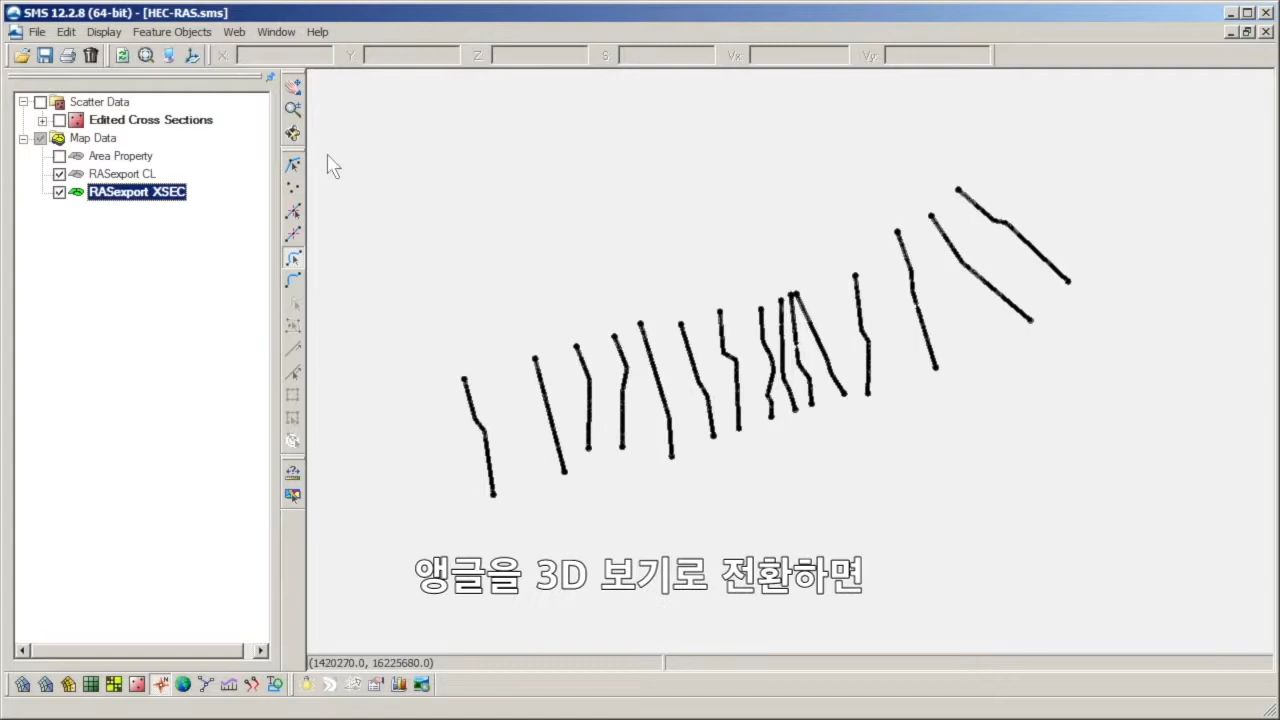 SMS 12.2.8 (64-bit) - [HEC-RAS.sms]
File Edit Display Feature Objects Web Window Help
X: Y Z S Vx: Vy:
Scatter Data
Edited Cross Sections
Map Data
Area Property
RASexport CL
RASexport XSEC
앵글을 3D 보기로 전환하면
(1420270.0, 16225680.0)